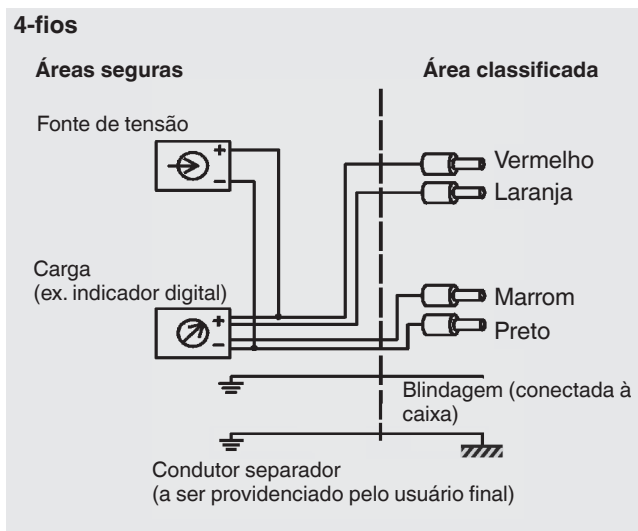 4-fios
Áreas seguras
Área classificada
Fonte de tensão
+
−
Vermelho
Laranja
Carga
(ex. indicador digital)
+
−
Marrom
Preto
Blindagem (conectada à
caixa)
Condutor separador
(a ser providenciado pelo usuário final)